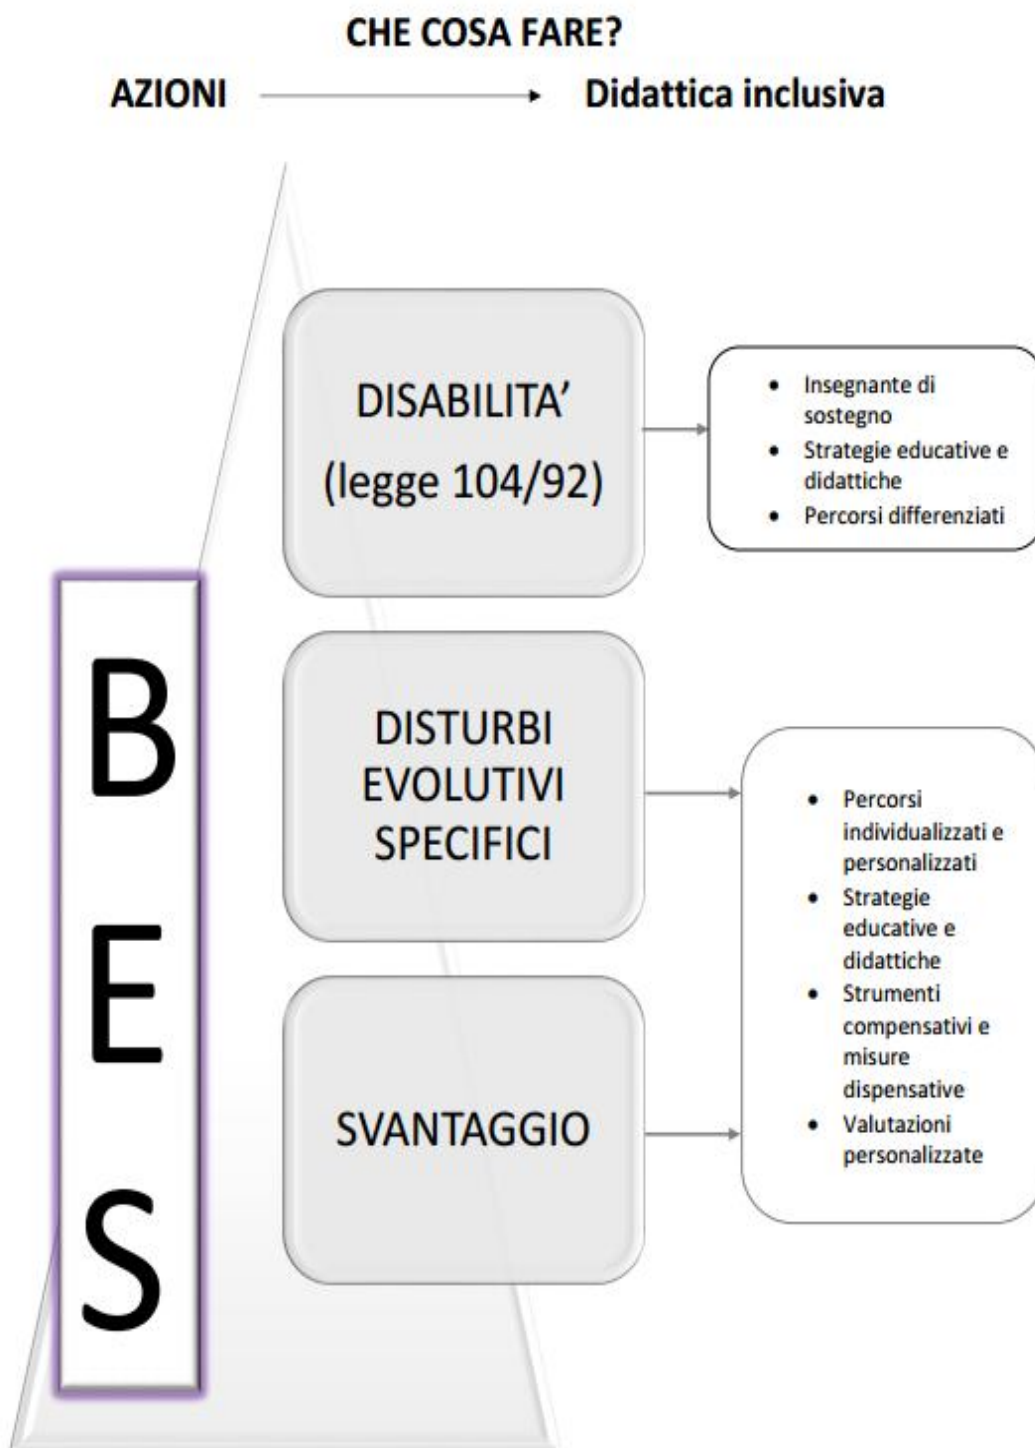 CHE COSA FARE?
AZIONI Didattica inclusiva
DISABILITA’
(legge 104/92)
• Insegnante di
sostegno
• Strategie educative e
didattiche
• Percorsi differenziati
B
E
S
DISTURBI
EVOLUTIVI
SPECIFICI
• Percorsi
individualizzati e
personalizzati
• Strategie
educative e
didattiche
• Strumenti
compensativi e
misure
dispensative
• Valutazioni
personalizzate
SVANTAGGIO